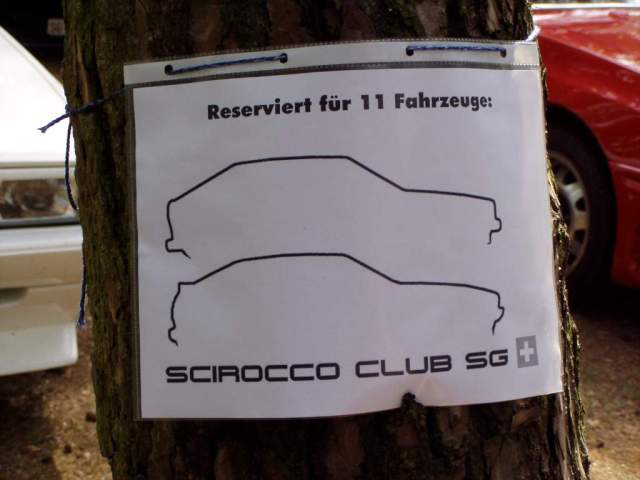 Reserviert für 11 Fahrzeuge:
SCIROCCO CLUB SG